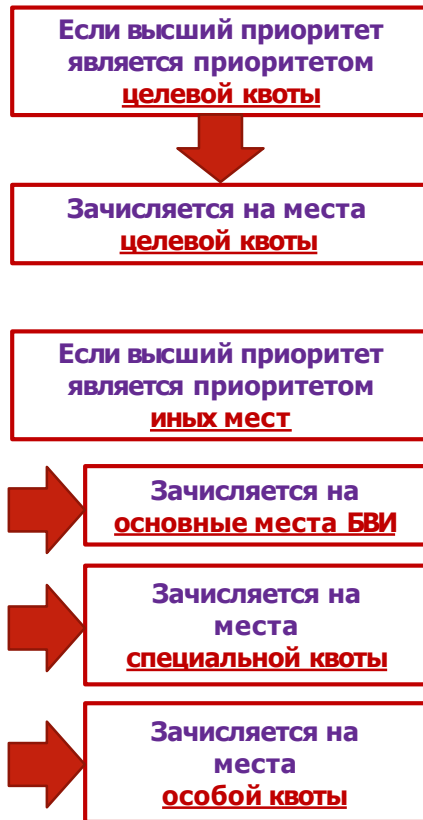 Если высший приоритет
является приоритетом
целевой квоты
Зачисляется на места
целевой квоты
Если высший приоритет
является приоритетом
иных мест
Зачисляется на
основные места БВИ
Зачисляется на
места
специальной квоты
Зачисляется на
места
особой квоты